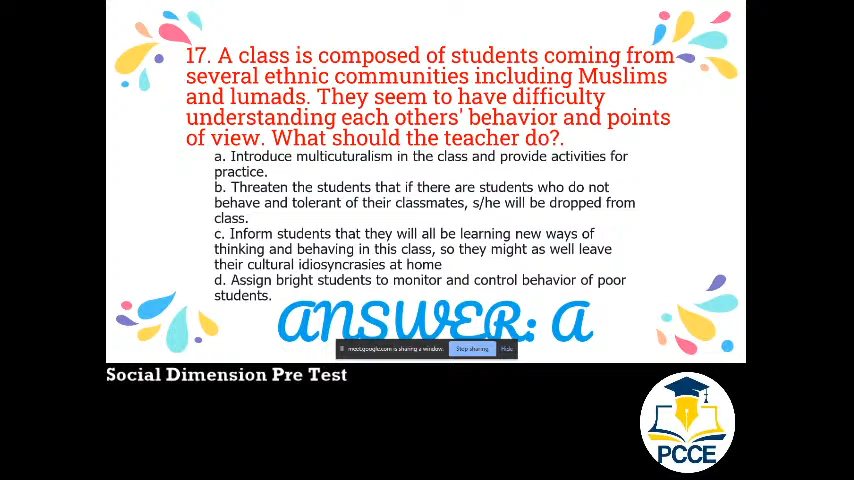 17. A class is composed of students coming from
several ethnic communities including Muslims
and lumads. They seem to have difficulty
understanding each others' behavior and points
of view. What should the teacher do?.
a. Introduce multicuturalism in the class and provide activities for
practice.
b. Threaten the students that if there are students who do not
behave and tolerant of their classmates, s/he will be dropped from
class.
c. Inform students that they will all be learning new ways of
thinking and behaving in this class, so they might as well leave
their cultural idiosyncrasies at home
d. Assign bright students to monitor and control behavior of poor
students.
ANSWER: A
meet.google.com is sharing a window. Stop sharing Hide
Social Dimension Pre Test
PCCE